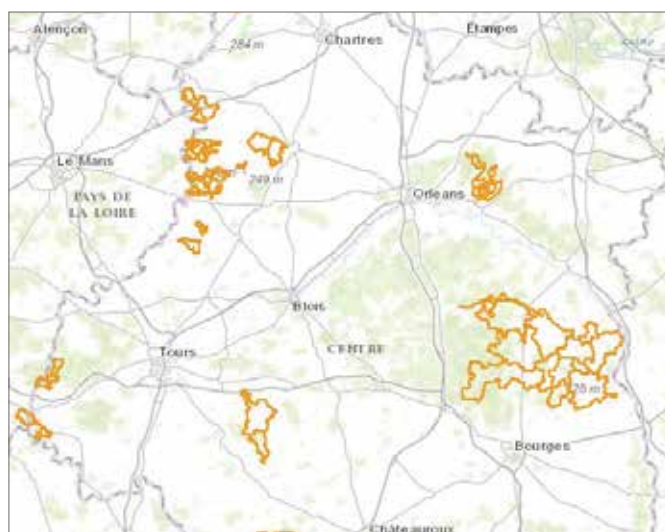 Alençon
Étampes
284 m
Chartres
Le Mans
249 m
PAYS DE
LA LOIRE
Orléans
Blois
Tours
CENTRE
Bourges
Châteauroux